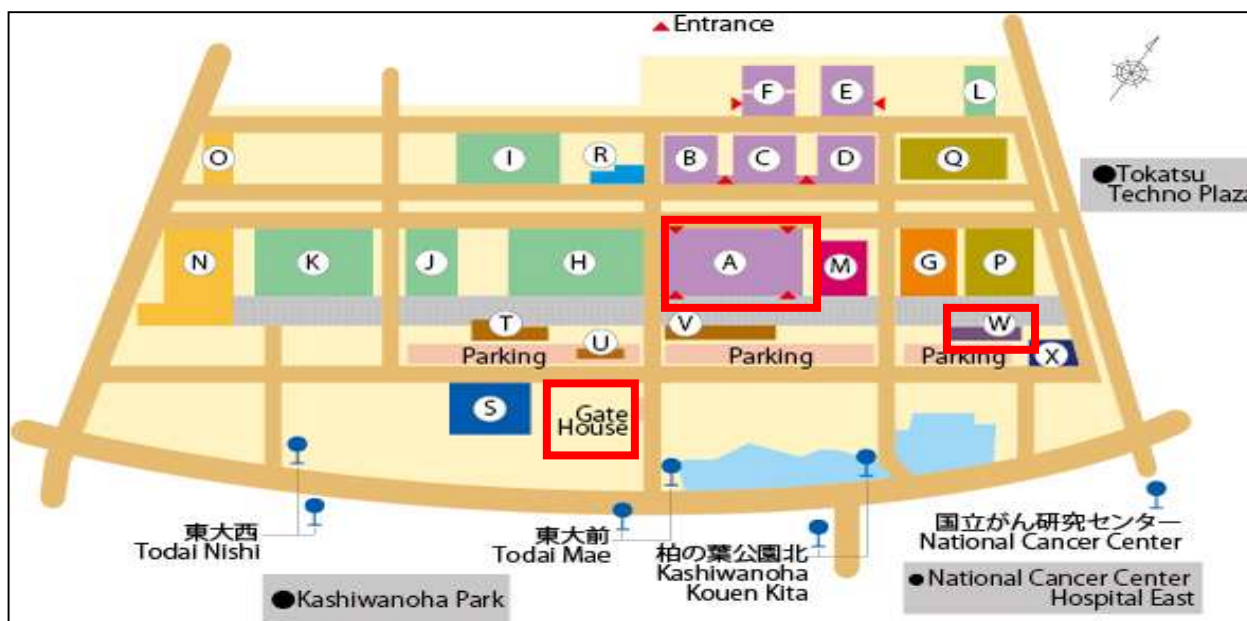 Entrance
F
E
L
O
I
R
B
C
D
Q
Tokatsu
Techno Plaza
N
K
J
H
A
M
G
P
T
U
V
W
X
Parking
Parking
Parking
S
Gate
House
東大西
Todai Nishi
東大前
Todai Mae
柏の葉公園北
Kashiwanoha
Kouen Kita
国立がん研究センター
National Cancer Center
Kashiwanoha Park
National Cancer Center
Hospital East